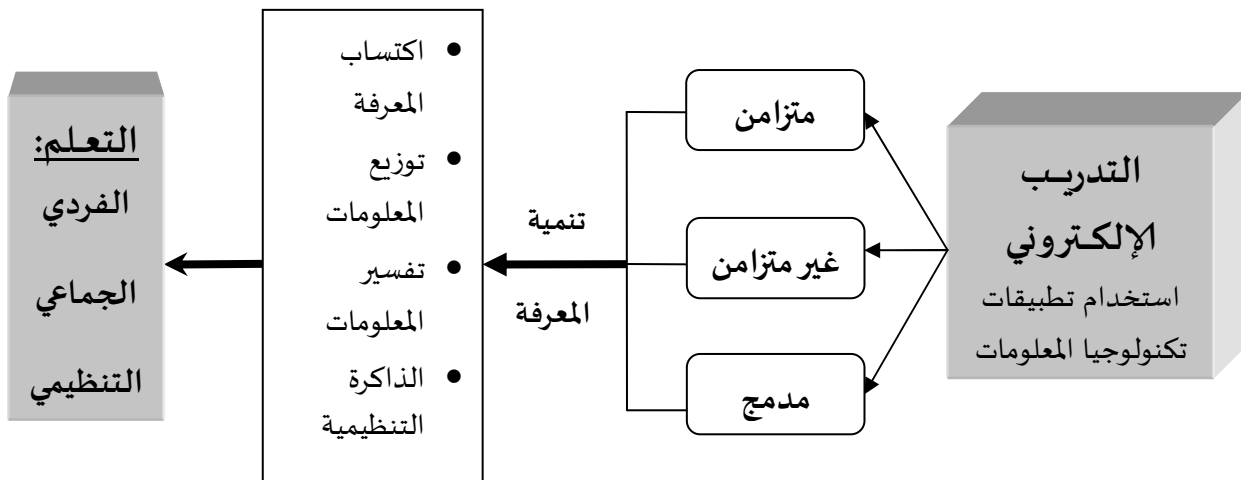 التدريب
الإلكتروني
استخدام تطبيقات
تكنولوجيا المعلومات
متزامن
غير متزامن
مدمج
تنمية
المعرفة
• اكتساب
المعرفة
• توزيع
المعلومات
• تفسير
المعلومات
• الذاكرة
التنظيمية
التعلم:
الفردي
الجماعي
التنظيمي